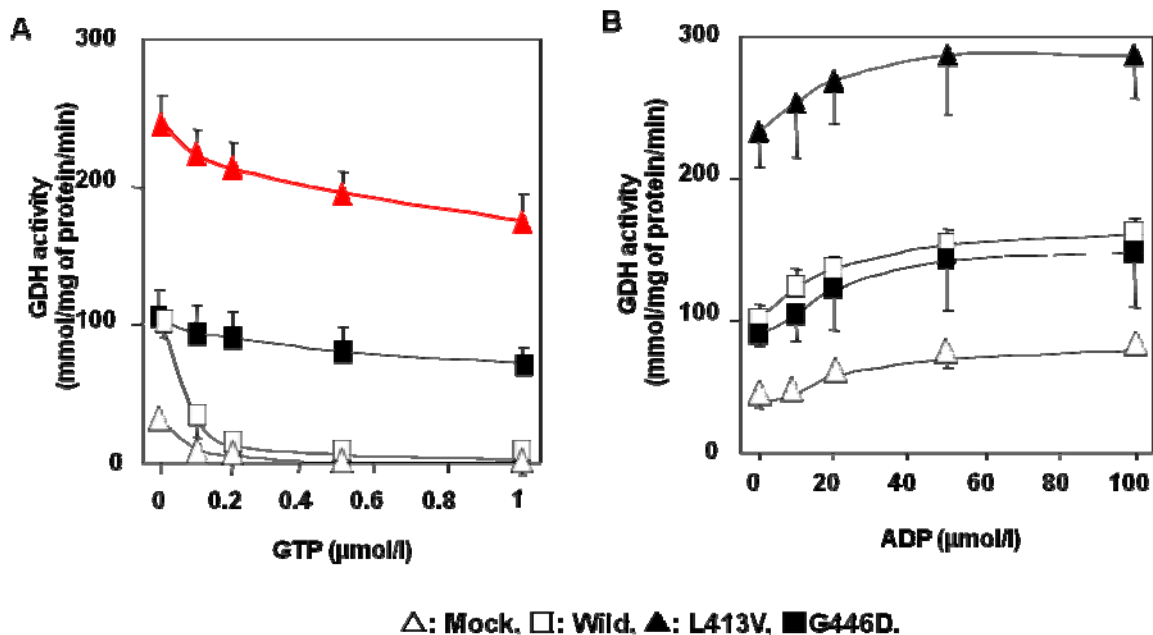 A
300
200
100
0
GDH activity
(mmol/mg of protein/min)
0 0.2 0.4 0.6 0.8 1
GTP (μmol/l)
B
300
200
100
0
GDH activity
(mmol/mg of protein/min)
0 20 40 60 80 100
ADP (μmol/l)
△: Mock, □: Wild, ▲: L413V, ■G446D.